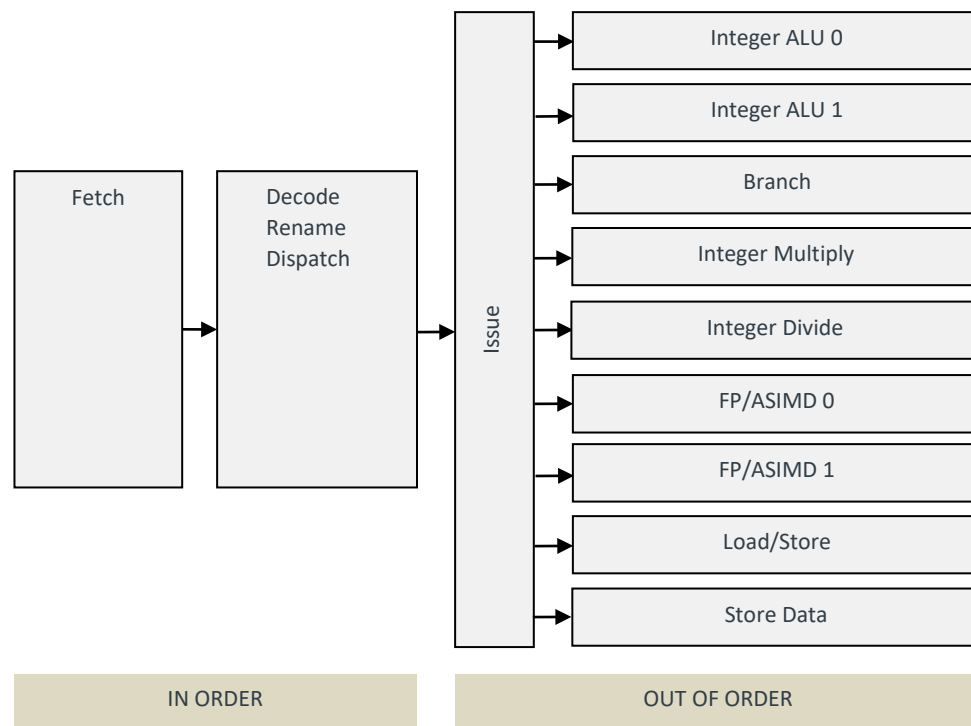 Fetch
Decode
Rename
Dispatch
Issue
Integer ALU 0
Integer ALU 1
Branch
Integer Multiply
Integer Divide
FP/ASIMD 0
FP/ASIMD 1
Load/Store
Store Data
IN ORDER
OUT OF ORDER